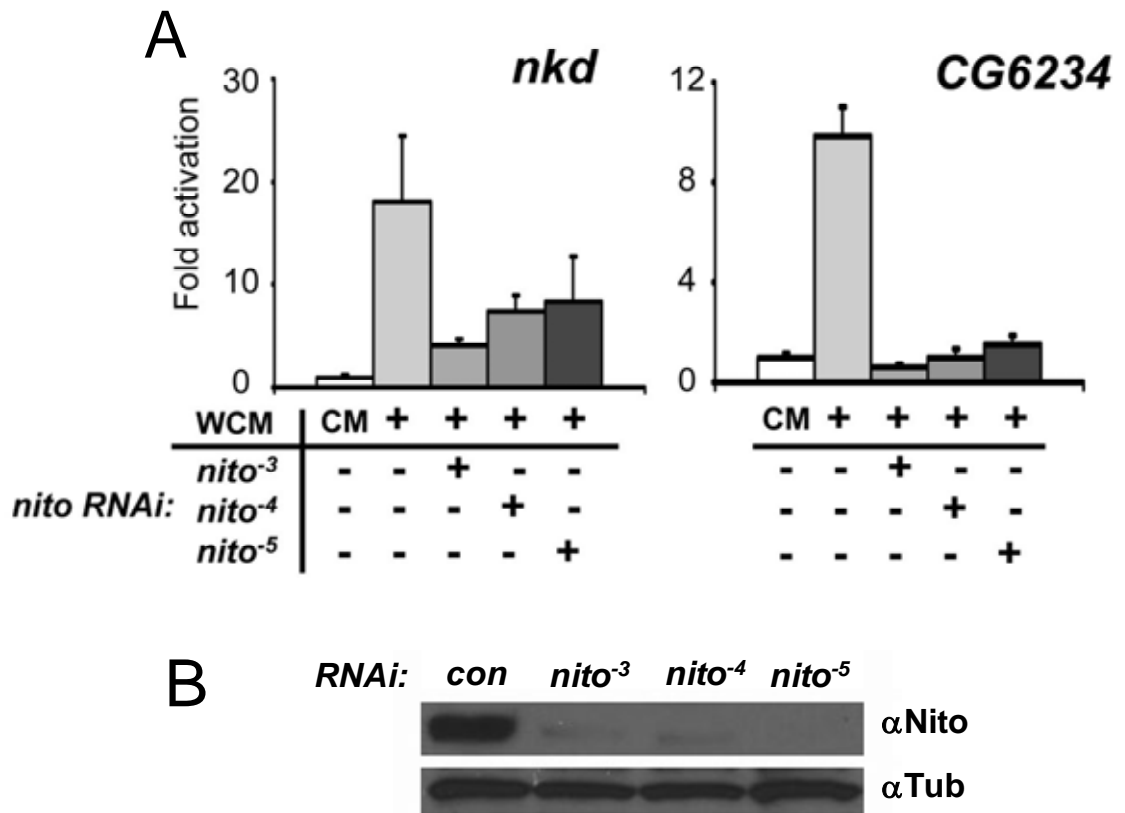 A
nkd
CG6234
Fold activation
30
20
10
0
12
8
4
0
WCM CM + + + + CM + + + +
nito-3 - - + - - - - + - -
nito RNAi: nito-4 - - - + - - - - + -
nito-5 - - - - + - - - - +
B
RNAi: con nito-3 nito-4 nito-5
αNito
αTub